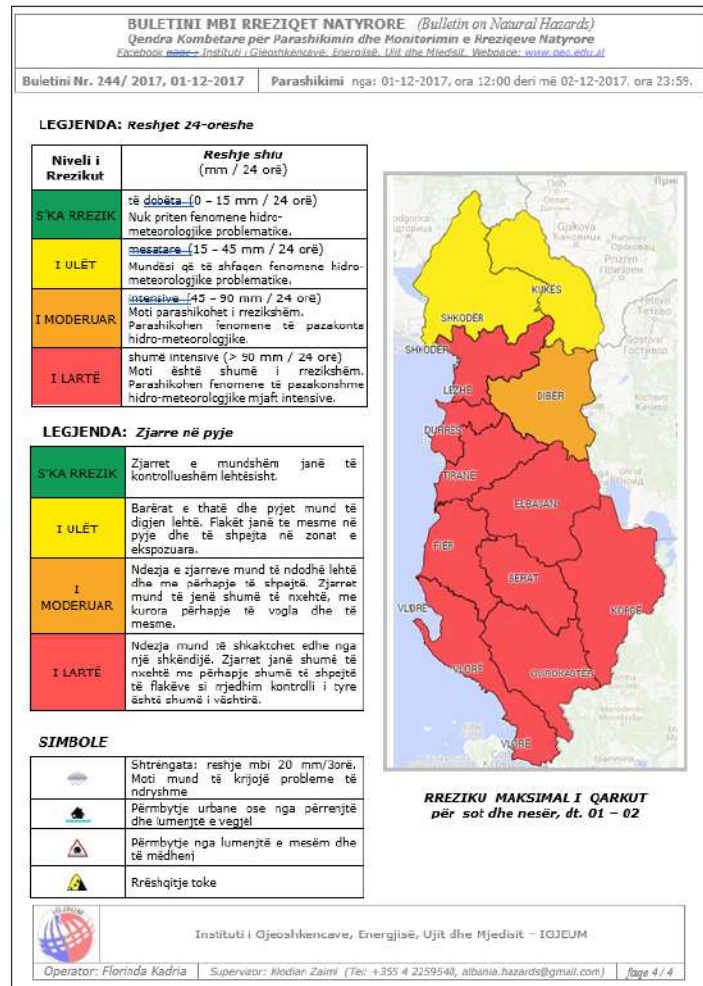 BULETINI MBI RREZIQET NATYRORE (Bulletin on Natural Hazards)
Qendra Kombëtare për Parashikimin dhe Monitorimin e Rreziqeve Natyrore
Facebook page : Instituti i Gjeoshkencave, Energjisë, Ujit dhe Mjedisit. Webpage: www.geo.edu.al
Buletini Nr. 244/ 2017, 01-12-2017
Parashikimi nga: 01-12-2017, ora 12:00 deri më 02-12-2017. ora 23:59.
LEGJENDA: Reshjet 24-orëshe
Niveli i
Rrezikut
Reshje shiu
(mm / 24 orë)
S'KA RREZIK
të dobëta (0 – 15 mm / 24 orë)
Nuk priten fenomene hidro-
meteorologjike problematike.
I ULËT
mesatare (15 – 45 mm / 24 orë)
Mundësi që të shfaqen fenomene hidro-
meteorologjike problematike.
I MODERUAR
intensive (45 – 90 mm / 24 orë)
Moti parashikohet i rrezikshëm.
Parashikohen fenomene të pazakonta
hidro-meteorologjike.
I LARTË
shumë intensive (> 90 mm / 24 orë)
Moti është shumë i rrezikshëm.
Parashikohen fenomene të pazakonshme
hidro-meteorologjike mjaft intensive.
LEGJENDA: Zjarre në pyje
S'KA RREZIK
Zjarret e mundshëm janë të
kontrollueshëm lehtësisht.
I ULËT
Barërat e thatë dhe pyjet mund të
digjen lehtë. Flakët janë te mesme në
pyje dhe të shpejta në zonat e
ekspozuara.
I
MODERUAR
Ndezja e zjarreve mund të ndodhë lehtë
dhe me përhapje të shpejtë. Zjarret
mund të jenë shumë të nxehtë, me
kurora përhapje të vogla dhe të
mesme.
I LARTË
Ndezja mund të shkaktohet edhe nga
një shkëndijë. Zjarret janë shumë të
nxehtë me përhapje shumë të shpejtë
të flakëve si rrjedhim kontrolli i tyre
është shumë i vështirë.
SIMBOLE
Shtrëngata: reshje mbi 20 mm/3orë.
Moti mund të krijojë probleme të
ndryshme
Përmbytje urbane ose nga përrenjtë
dhe lumenjtë e vegjël
Përmbytje nga lumenjtë e mesëm dhe
të mëdhenj
Rrëshqitje toke
Gjakova
Prizren
Призрен
KUKËS
SHKODËR
Tetovo
Гостивар
SHKODËR
LEZHË
DIBËR
DURRËS
TIRANË
Ohrid
Охрид
ELBASAN
FIER
BERAT
KORÇË
VLORË
VLORË
GJIROKASTËR
VLORË
Ioannina
RREZIKU MAKSIMAL I QARKUT
për sot dhe nesër, dt. 01 – 02
IGJEUM
Instituti i Gjeoshkencave, Energjisë, Ujit dhe Mjedisit – IGJEUM
Operator: Florinda Kadria
Supervizor: Klodian Zaimi (Tel: +355 4 2259540, albania.hazards@gmail.com)
faqe 4 / 4